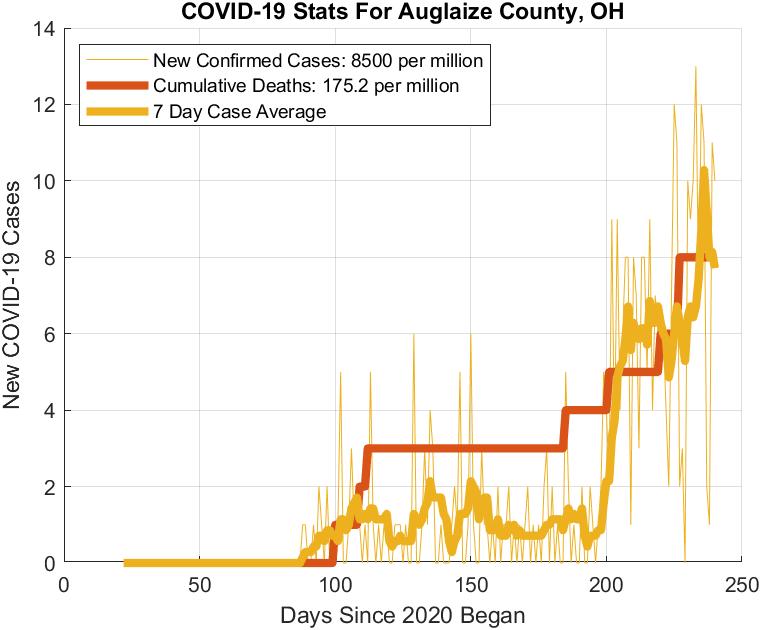 COVID-19 Stats For Auglaize County, OH
14
12
10
8
6
4
2
0
New COVID-19 Cases
New Confirmed Cases: 8500 per million
Cumulative Deaths: 175.2 per million
7 Day Case Average
0 50 100 150 200 250
Days Since 2020 Began